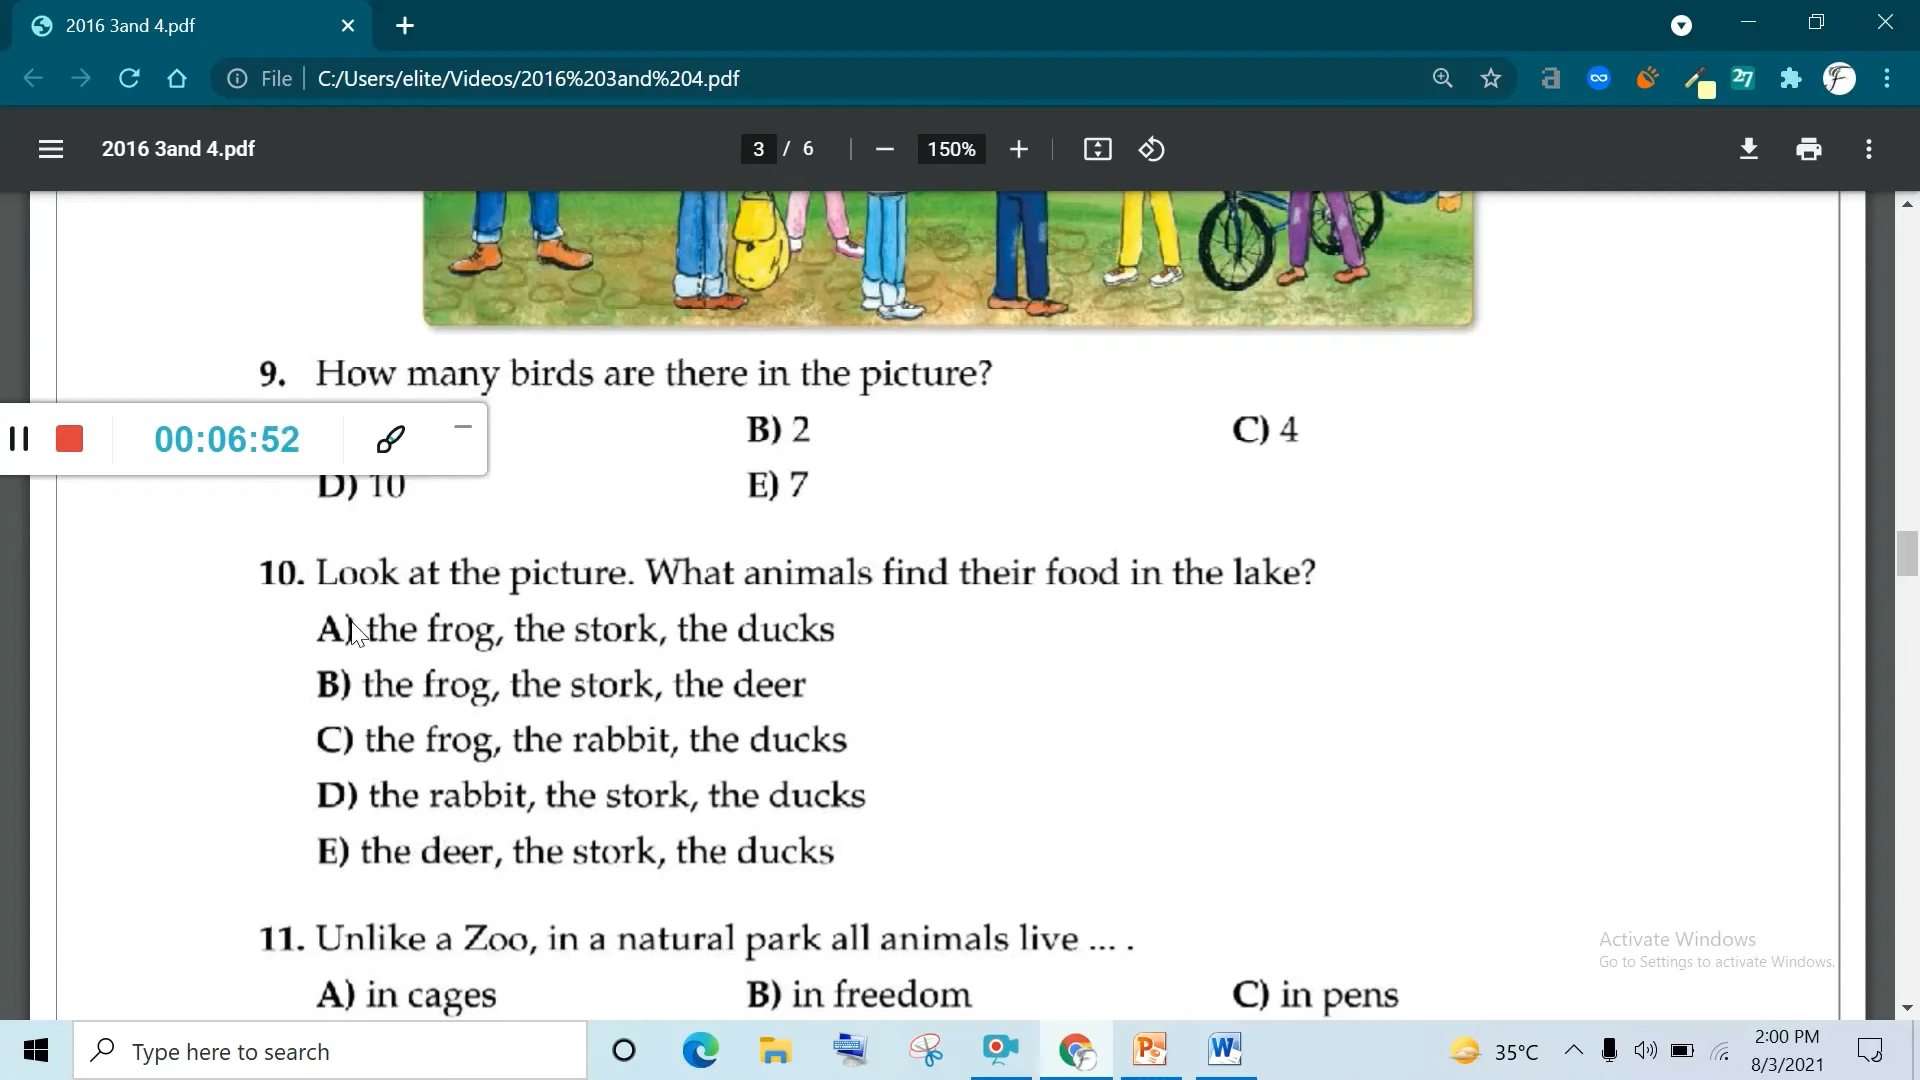 2016 3and 4.pdf
File C:/Users/elite/Videos/2016%203and%204.pdf
27
2016 3and 4.pdf 3 / 6 150%
9. How many birds are there in the picture?
B) 2 C) 4
00:06:52
D) 10 E) 7
10. Look at the picture. What animals find their food in the lake?
A) the frog, the stork, the ducks
B) the frog, the stork, the deer
C) the frog, the rabbit, the ducks
D) the rabbit, the stork, the ducks
E) the deer, the stork, the ducks
11. Unlike a Zoo, in a natural park all animals live ... .
A) in cages B) in freedom C) in pens
Activate Windows
Go to Settings to activate Windows.
Type here to search
35°C
2:00 PM
8/3/2021